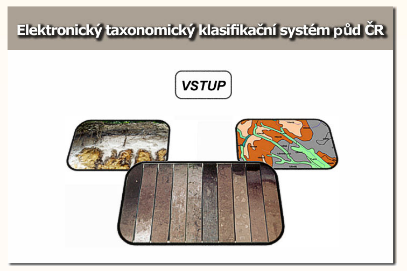 Elektronický taxonomický klasifikační systém půd ČR
VSTUP